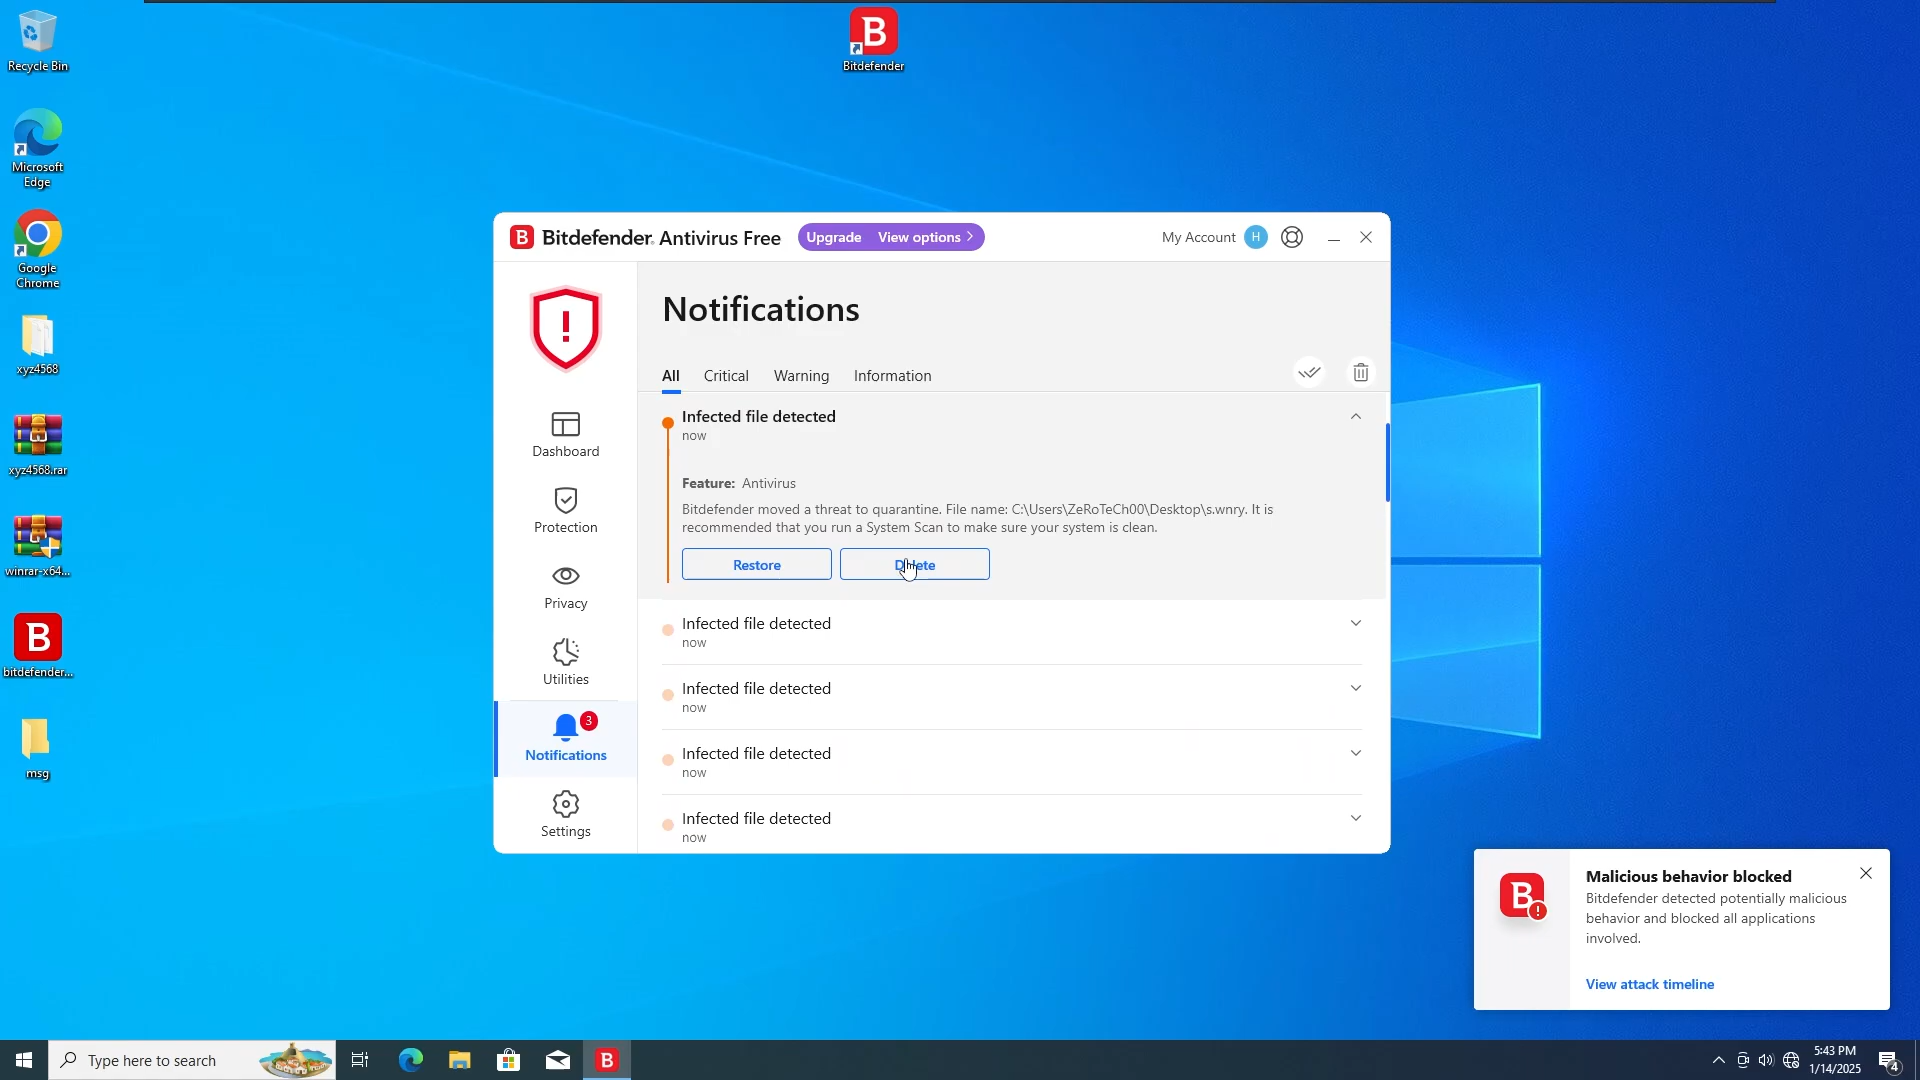 Recycle Bin
Microsoft
Edge
Google
Chrome
xyz4568
xyz4568.rar
winrar-x64...
bitdefender...
msg
Bitdefender
Bitdefender Antivirus Free
Upgrade View options >
My Account H
Notifications
All Critical Warning Information
Dashboard
Protection
Privacy
Utilities
3
Notifications
Settings
Infected file detected
now
Feature: Antivirus
Bitdefender moved a threat to quarantine. File name: C:\Users\ZeRoTeCh00\Desktop\s.wnry. It is
recommended that you run a System Scan to make sure your system is clean.
Restore Delete
Infected file detected
now
Infected file detected
now
Infected file detected
now
Infected file detected
now
Malicious behavior blocked
Bitdefender detected potentially malicious
behavior and blocked all applications
involved.
View attack timeline
Type here to search
5:43 PM
1/14/2025
4